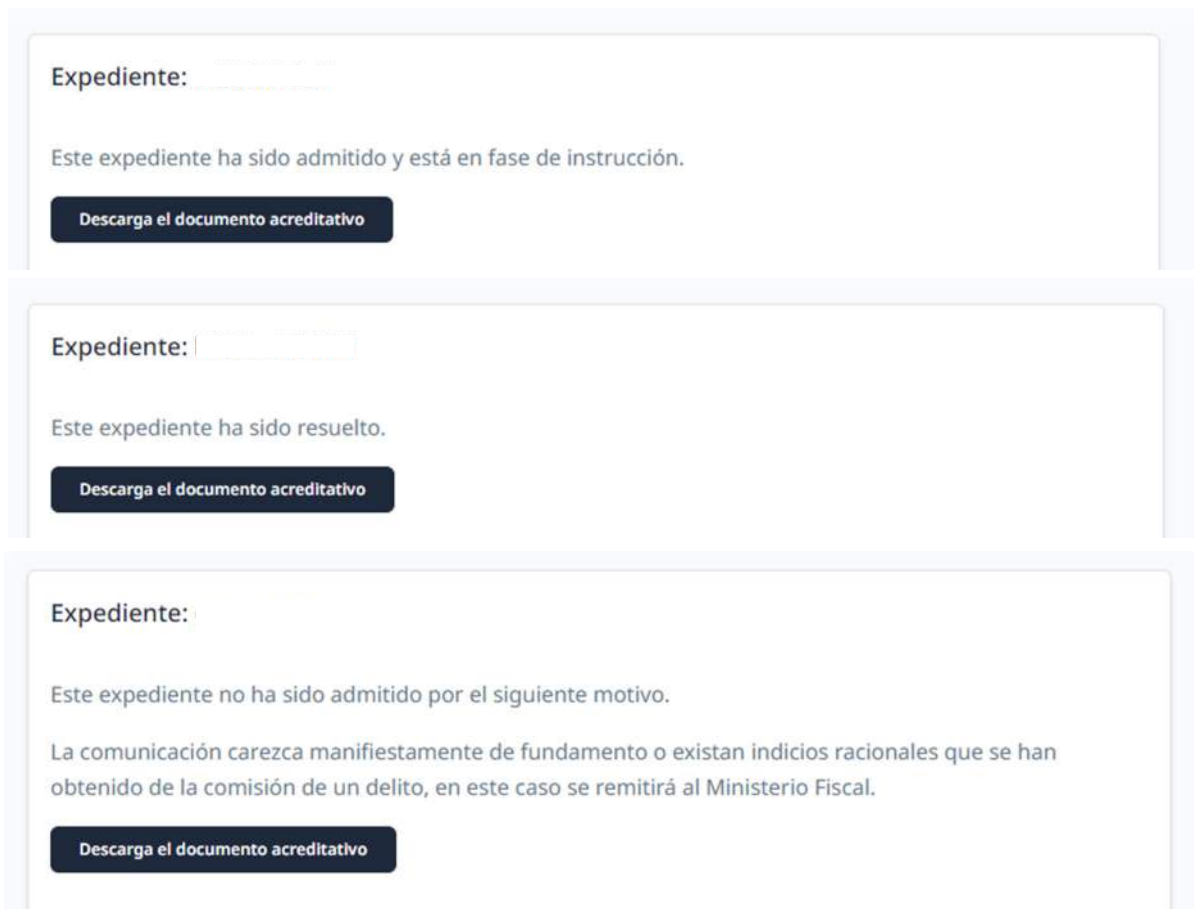 Expediente:
Este expediente ha sido admitido y está en fase de instrucción.
Descarga el documento acreditativo
Expediente:
Este expediente ha sido resuelto.
Descarga el documento acreditativo
Expediente:
Este expediente no ha sido admitido por el siguiente motivo.
La comunicación carezca manifiestamente de fundamento o existan indicios racionales que se han
obtenido de la comisión de un delito, en este caso se remitirá al Ministerio Fiscal.
Descarga el documento acreditativo